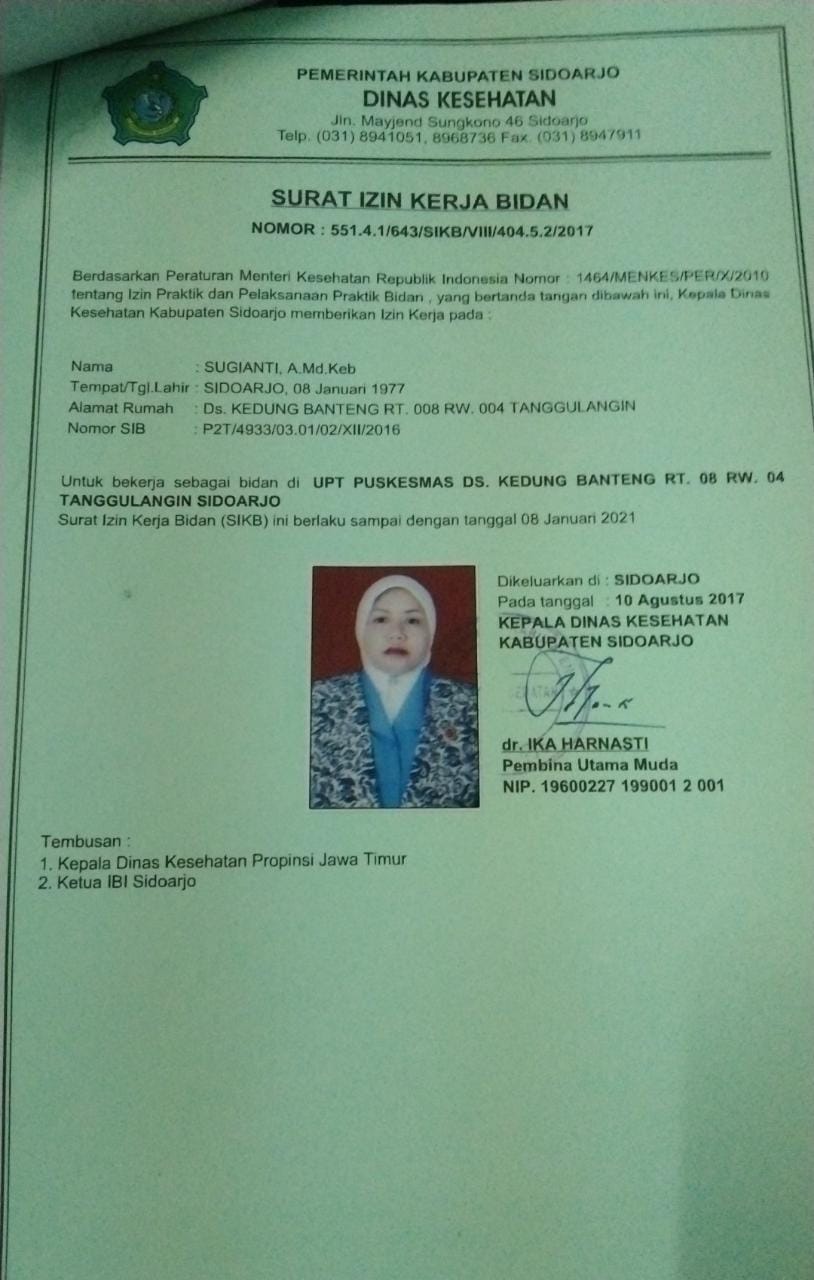 PEMERINTAH KABUPATEN SIDOARJO
DINAS KESEHATAN
Jln. Mayjend Sungkono 46 Sidoarjo
Telp. (031) 8941051, 8968736 Fax. (031) 8947911
SURAT IZIN KERJA BIDAN
NOMOR : 551.4.1/643/SIKB/VIII/404.5.2/2017
Berdasarkan Peraturan Menteri Kesehatan Republik Indonesia Nomor : 1464/MENKES/PER/X/2010
tentang Izin Praktik dan Pelaksanaan Praktik Bidan , yang bertanda tangan dibawah ini, Kepala Dinas
Kesehatan Kabupaten Sidoarjo memberikan Izin Kerja pada :
Nama : SUGIANTI, A.Md.Keb
Tempat/Tgl.Lahir : SIDOARJO, 08 Januari 1977
Alamat Rumah : Ds. KEDUNG BANTENG RT. 008 RW. 004 TANGGULANGIN
Nomor SIB : P2T/4933/03.01/02/XII/2016
Untuk bekerja sebagai bidan di UPT PUSKESMAS DS. KEDUNG BANTENG RT. 08 RW. 04
TANGGULANGIN SIDOARJO
Surat Izin Kerja Bidan (SIKB) ini berlaku sampai dengan tanggal 08 Januari 2021
Dikeluarkan di : SIDOARJO
Pada tanggal : 10 Agustus 2017
KEPALA DINAS KESEHATAN
KABUPATEN SIDOARJO
dr. IKA HARNASTI
Pembina Utama Muda
NIP. 19600227 199001 2 001
Tembusan :
1. Kepala Dinas Kesehatan Propinsi Jawa Timur
2. Ketua IBI Sidoarjo